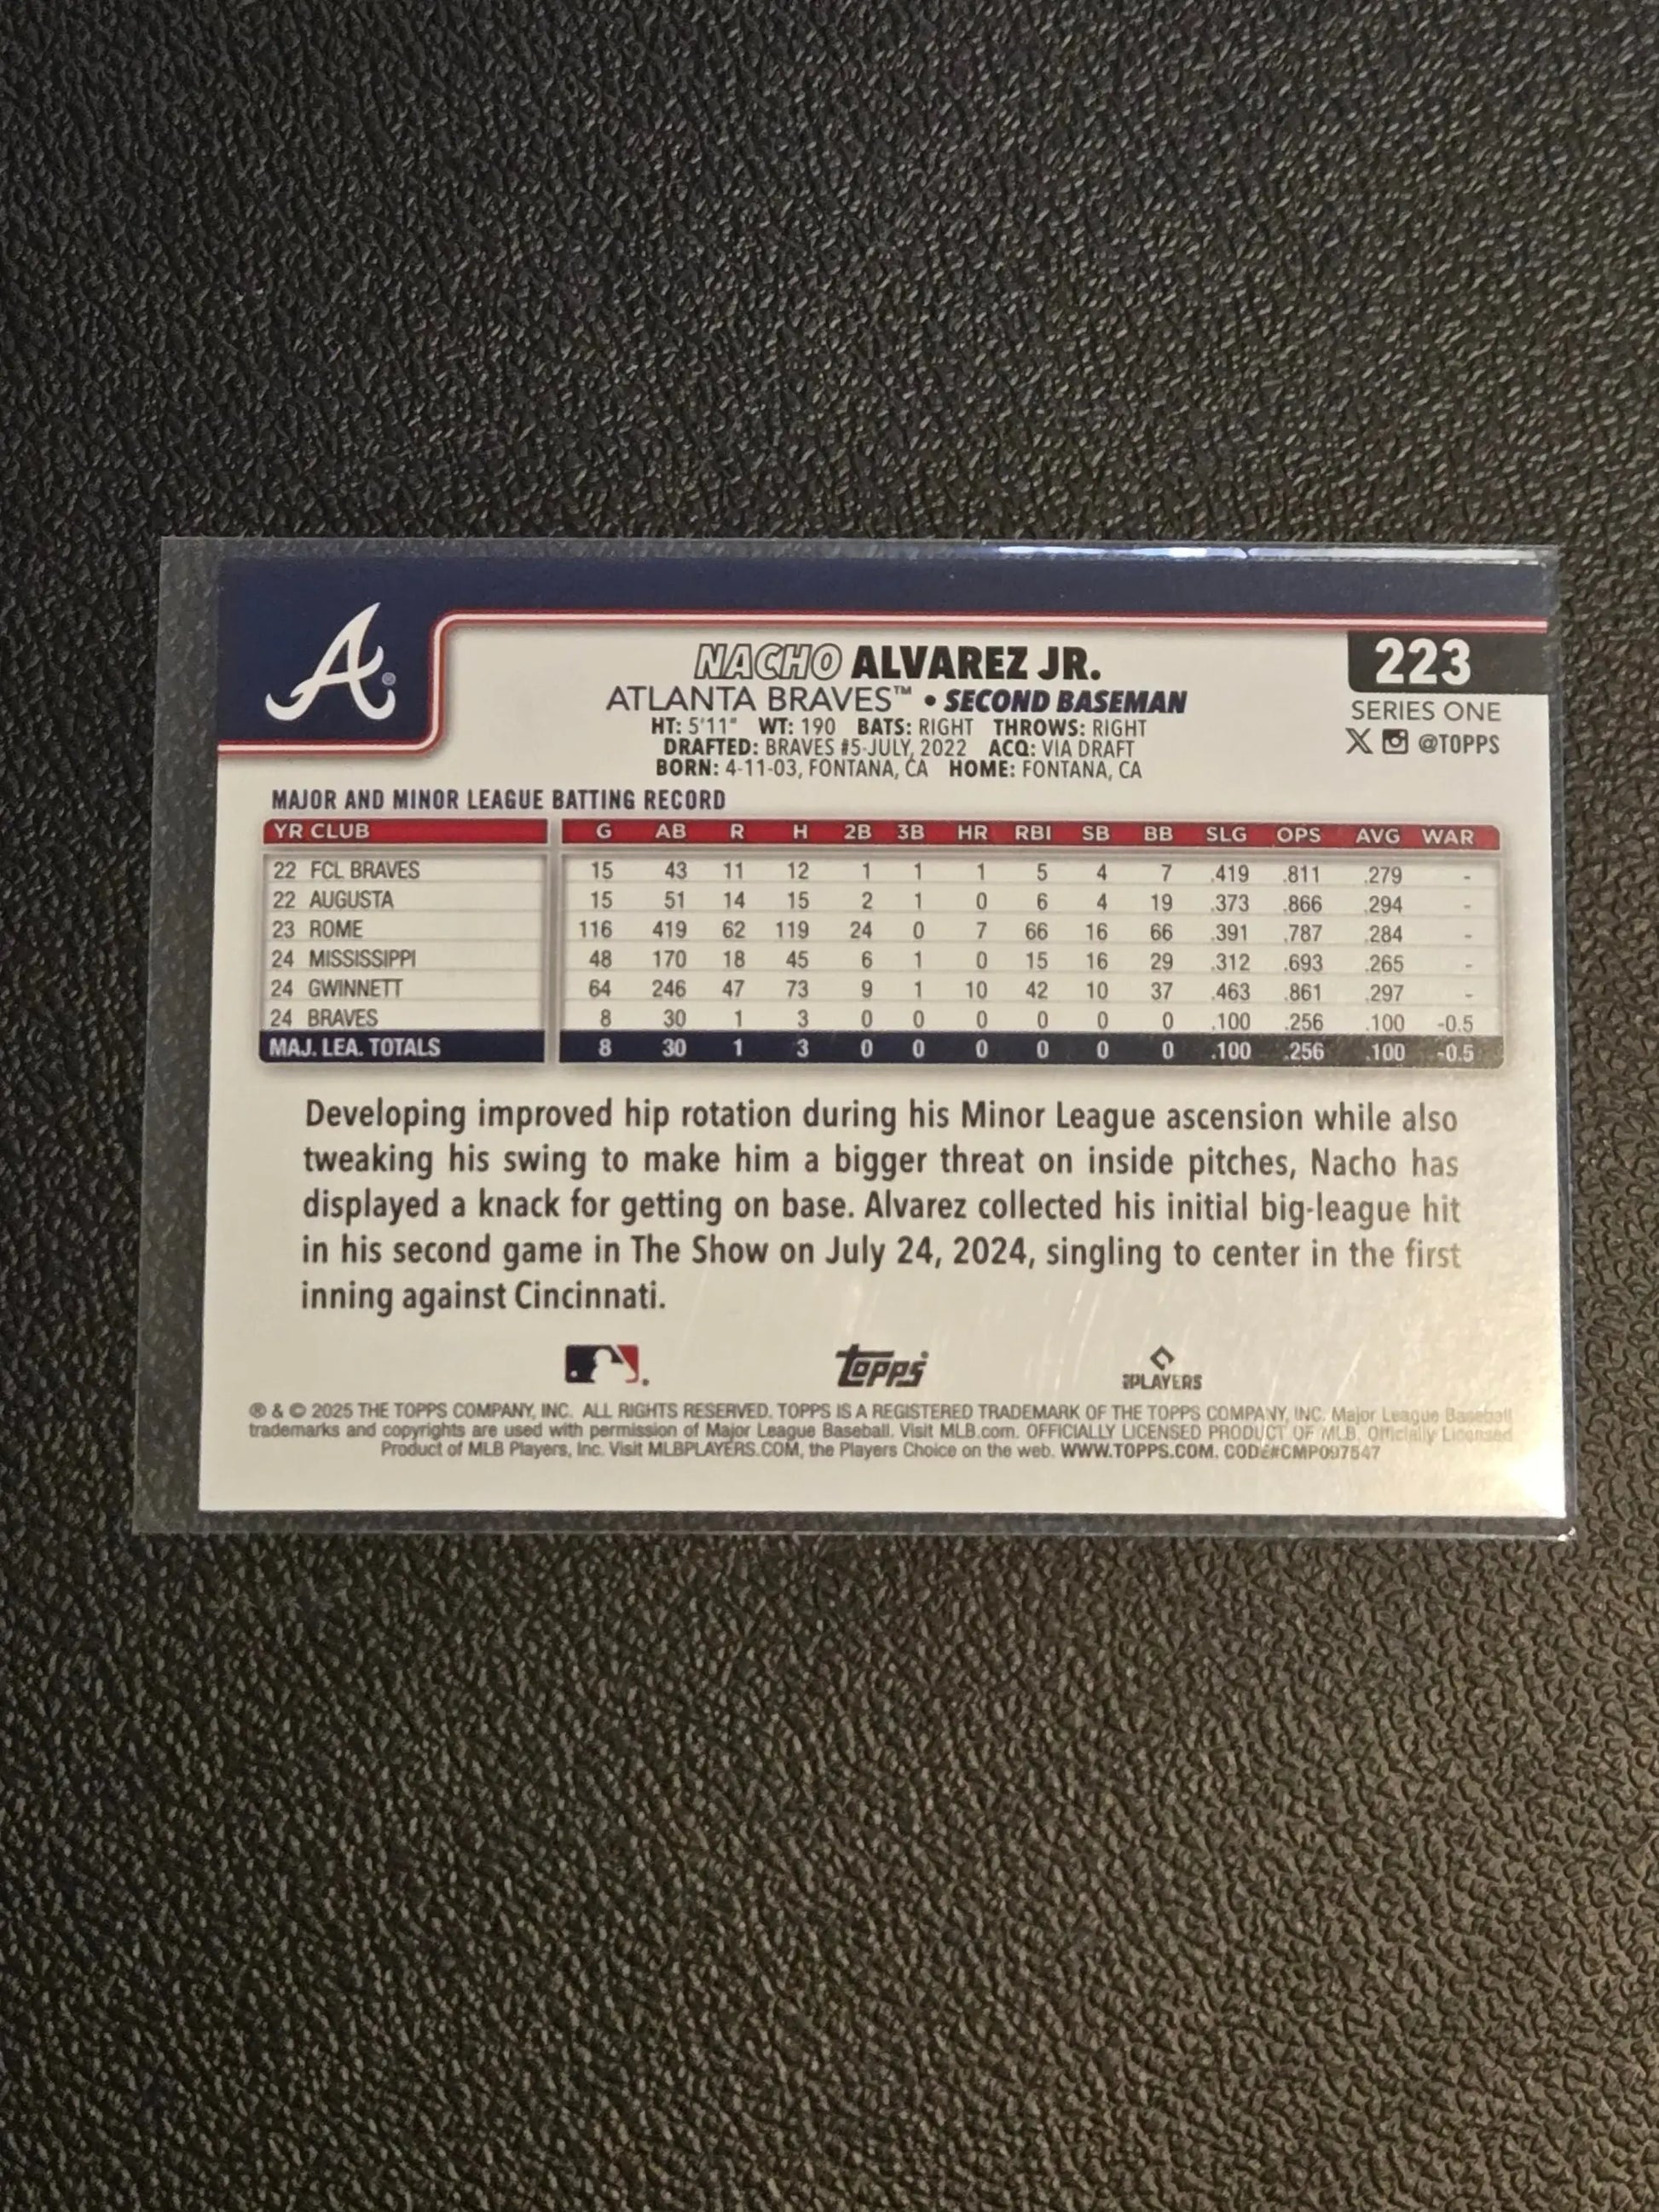 A®
NACHO ALVAREZ JR.
223
ATLANTA BRAVES™ • SECOND BASEMAN
SERIES ONE
HT: 5'11" WT: 190 BATS: RIGHT THROWS: RIGHT
X @TOPPS
DRAFTED: BRAVES #5-JULY, 2022 ACQ: VIA DRAFT
BORN: 4-11-03, FONTANA, CA HOME: FONTANA, CA
MAJOR AND MINOR LEAGUE BATTING RECORD
YR CLUB G AB R H 2B 3B HR RBI SB BB SLG OPS AVG WAR
22 FCL BRAVES 15 43 11 12 1 1 1 5 4 7 .419 .811 .279 -
22 AUGUSTA 15 51 14 15 2 1 0 6 4 19 .373 .866 .294 -
23 ROME 116 419 62 119 24 0 7 66 16 66 .391 .787 .284 -
24 MISSISSIPPI 48 170 18 45 6 1 0 15 16 29 .312 .693 .265 -
24 GWINNETT 64 246 47 73 9 1 10 42 10 37 .463 .861 .297 -
24 BRAVES 8 30 1 3 0 0 0 0 0 0 .100 .256 .100 -0.5
MAJ. LEA. TOTALS 8 30 1 3 0 0 0 0 0 0 .100 .256 .100 -0.5
Developing improved hip rotation during his Minor League ascension while also
tweaking his swing to make him a bigger threat on inside pitches, Nacho has
displayed a knack for getting on base. Alvarez collected his initial big-league hit
in his second game in The Show on July 24, 2024, singling to center in the first
inning against Cincinnati.
Topps
PLAYERS
® & © 2025 THE TOPPS COMPANY, INC. ALL RIGHTS RESERVED. TOPPS IS A REGISTERED TRADEMARK OF THE TOPPS COMPANY, INC. Major League Baseball
trademarks and copyrights are used with permission of Major League Baseball. Visit MLB.com. OFFICIALLY LICENSED PRODUCT OF MLB. Officially Licensed
Product of MLB Players, Inc. Visit MLBPLAYERS.COM, the Players Choice on the web. WWW.TOPPS.COM. CODE#CMP097547